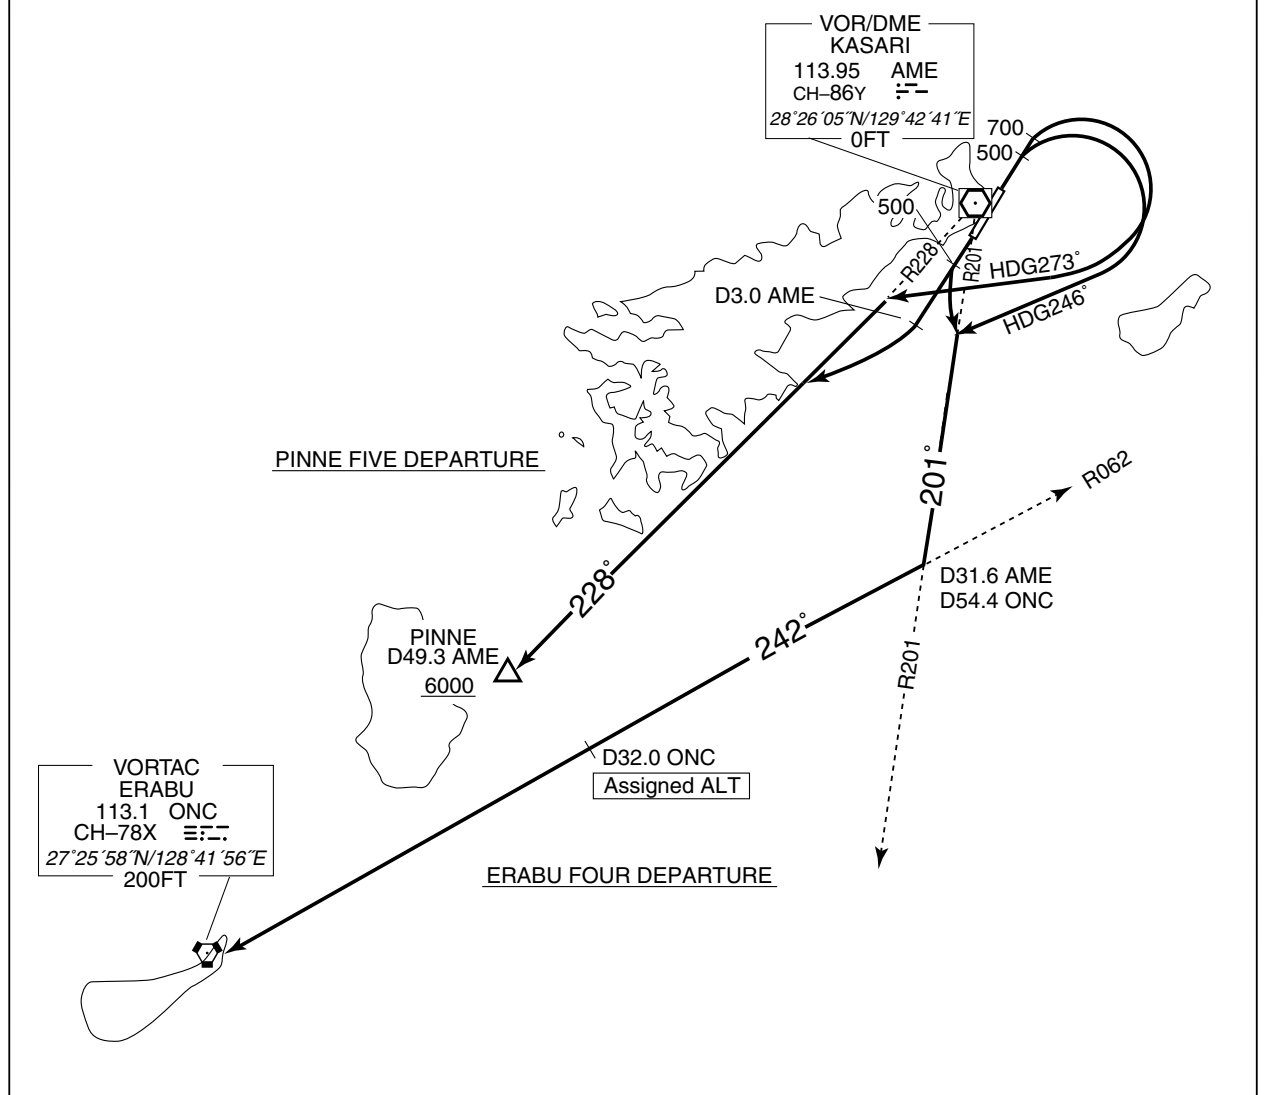 VOR/DME
KASARI
113.95 AME
CH–86Y
28°26´05˝N/129°42´41˝E
0FT
700
500
500
R228
R201
HDG273°
D3.0 AME
HDG246°
PINNE FIVE DEPARTURE
201°
R062
D31.6 AME
D54.4 ONC
228°
242°
PINNE
D49.3 AME
6000
R201
D32.0 ONC
Assigned ALT
VORTAC
ERABU
113.1 ONC
CH–78X
27°25´58˝N/128°41´56˝E
200FT
ERABU FOUR DEPARTURE